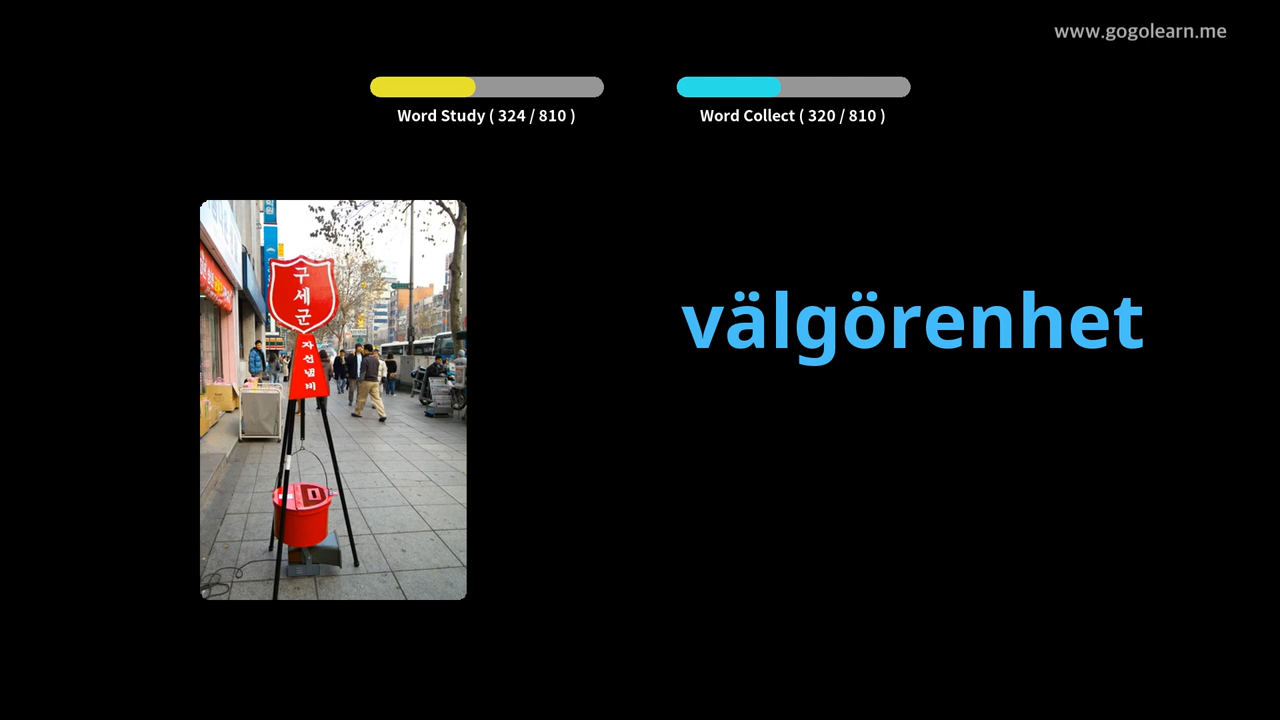 www.gogolearn.me
Word Study ( 324 / 810 )
Word Collect ( 320 / 810 )
구
세
군
자
선
냄
비
välgörenhet